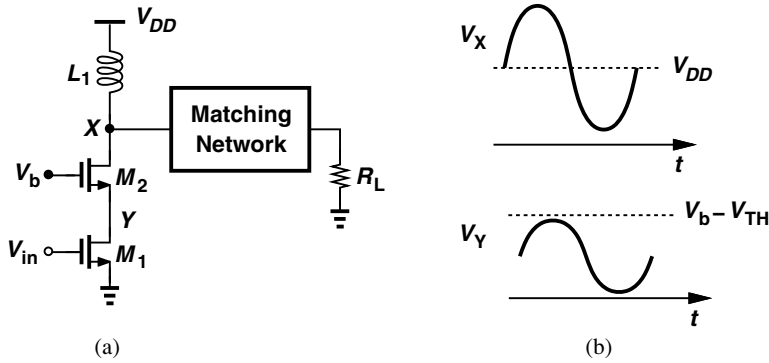 V_DD
L_1
X
Matching
Network
V_b
M_2
R_L
Y
V_in
M_1
(a)
V_X
V_DD
t
V_b – V_TH
V_Y
t
(b)